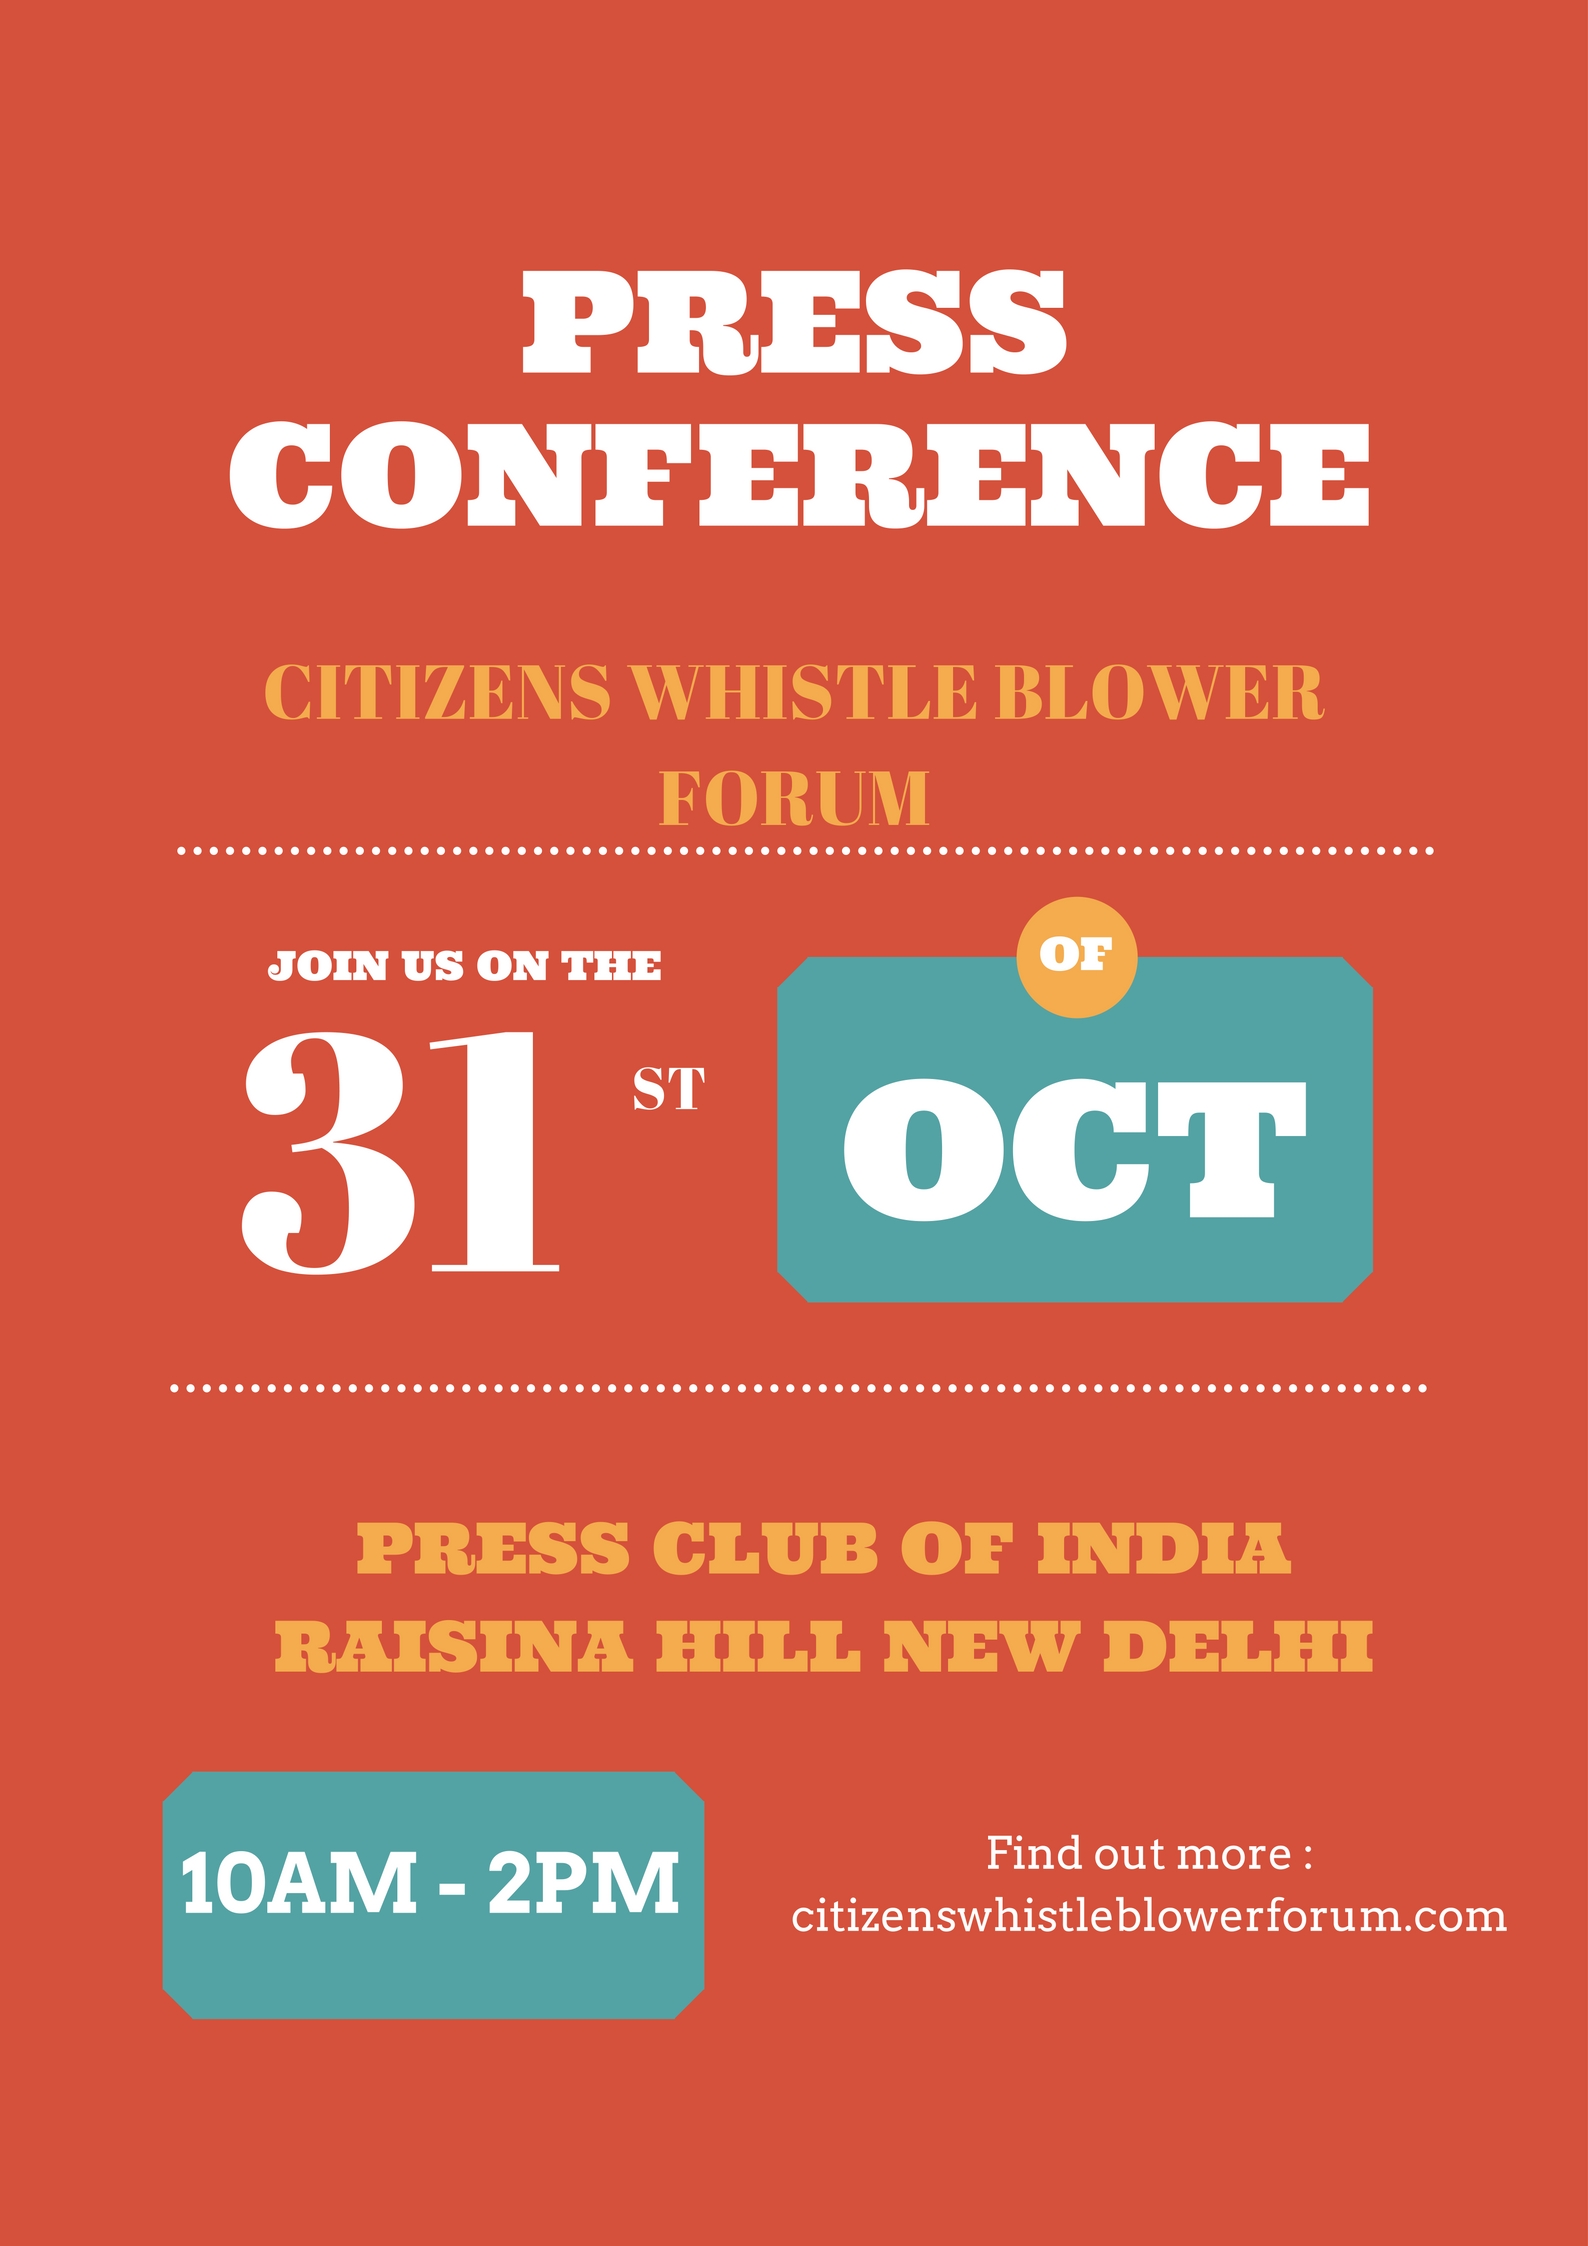 PRESS
CONFERENCE
CITIZENS WHISTLE BLOWER
FORUM
JOIN US ON THE
31 ST
OF
OCT
PRESS CLUB OF INDIA
RAISINA HILL NEW DELHI
10AM - 2PM
Find out more :
citizenswhistleblowerforum.com